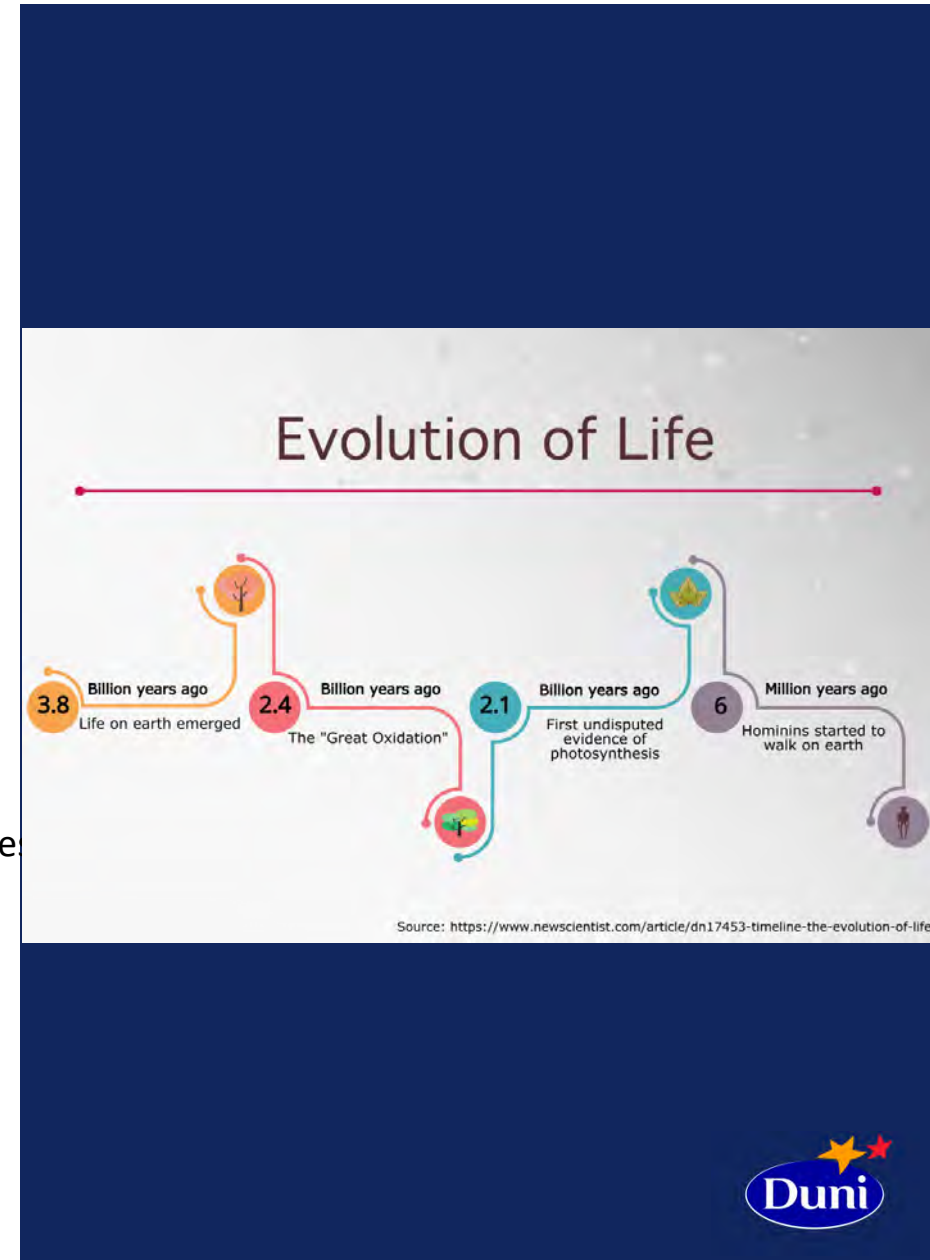 Evolution of Life
3.8
Billion years ago
Life on earth emerged
2.4
Billion years ago
The "Great Oxidation"
2.1
Billion years ago
First undisputed
evidence of
photosynthesis
6
Million years ago
Hominins started to
walk on earth
Source: https://www.newscientist.com/article/dn17453-timeline-the-evolution-of-life
Duni